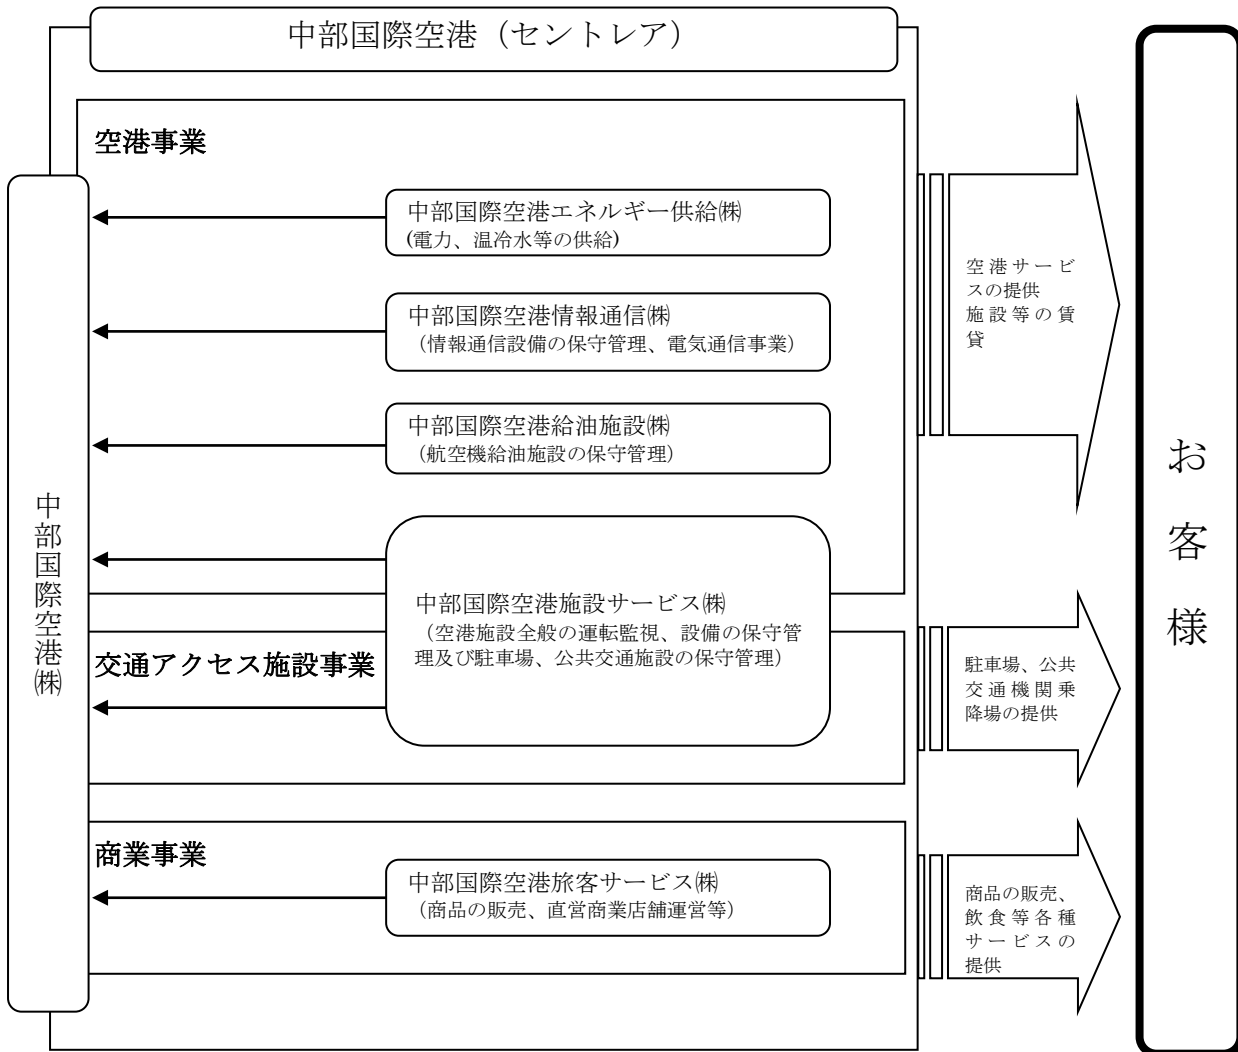 中部国際空港（セントレア）
空港事業
中部国際空港エネルギー供給㈱
(電力、温冷水等の供給)
中部国際空港情報通信㈱
（情報通信設備の保守管理、電気通信事業）
中部国際空港給油施設㈱
（航空機給油施設の保守管理）
中部国際空港施設サービス㈱
（空港施設全般の運転監視、設備の保守管
理及び駐車場、公共交通施設の保守管理）
交通アクセス施設事業
商業事業
中部国際空港旅客サービス㈱
（商品の販売、直営商業店舗運営等）
中部国際空港㈱
空港サービ
スの提供
施設等の賃
貸
駐車場、公共
交通機関乗
降場の提供
商品の販売、
飲食等各種
サービスの
提供
お客様